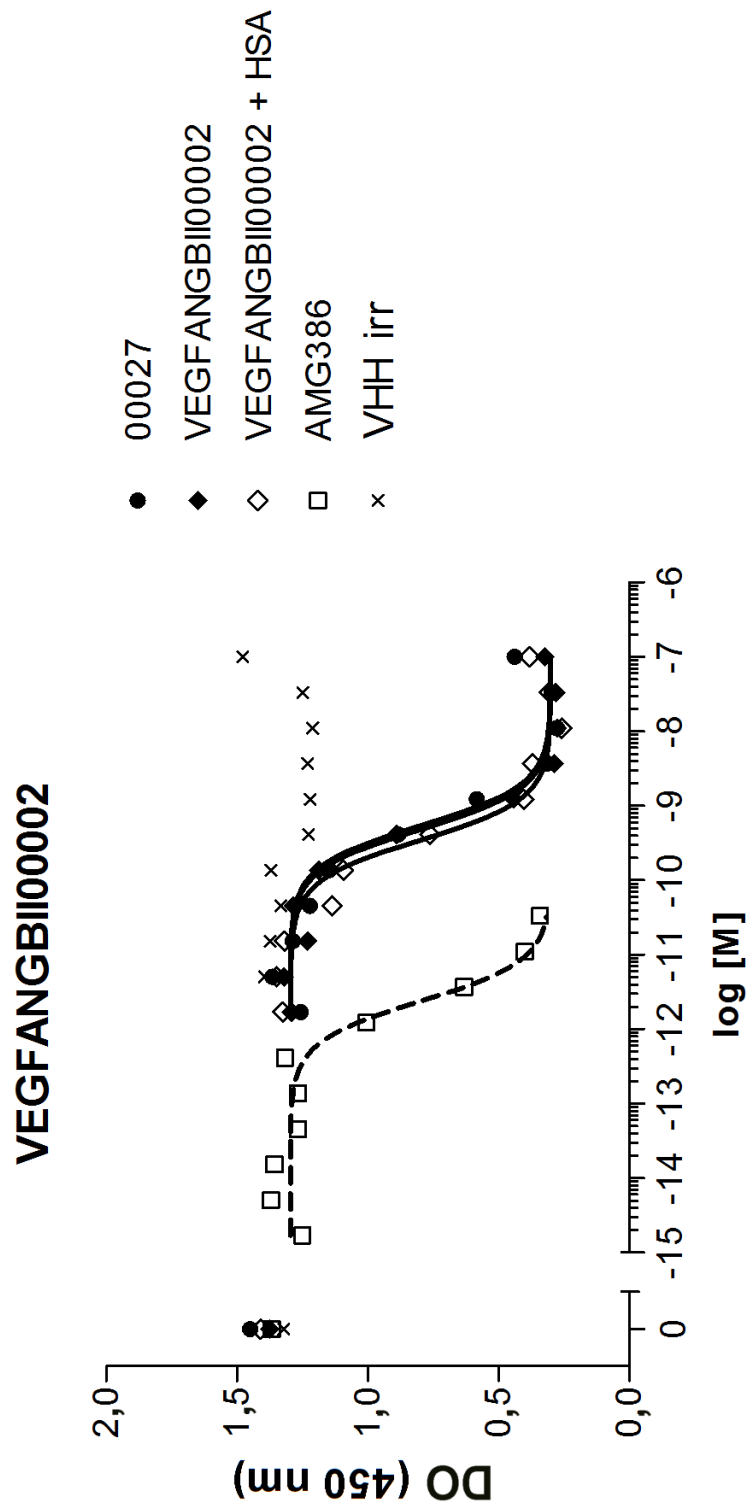 VEGFANGBII00002
DO
(450 nm)
2,0
1,5
1,0
0,5
0,0
0
-15
-14
-13
-12
-11
-10
-9
-8
-7
-6
log [M]
00027
VEGFANGBII00002
VEGFANGBII00002 + HSA
AMG386
VHH irr